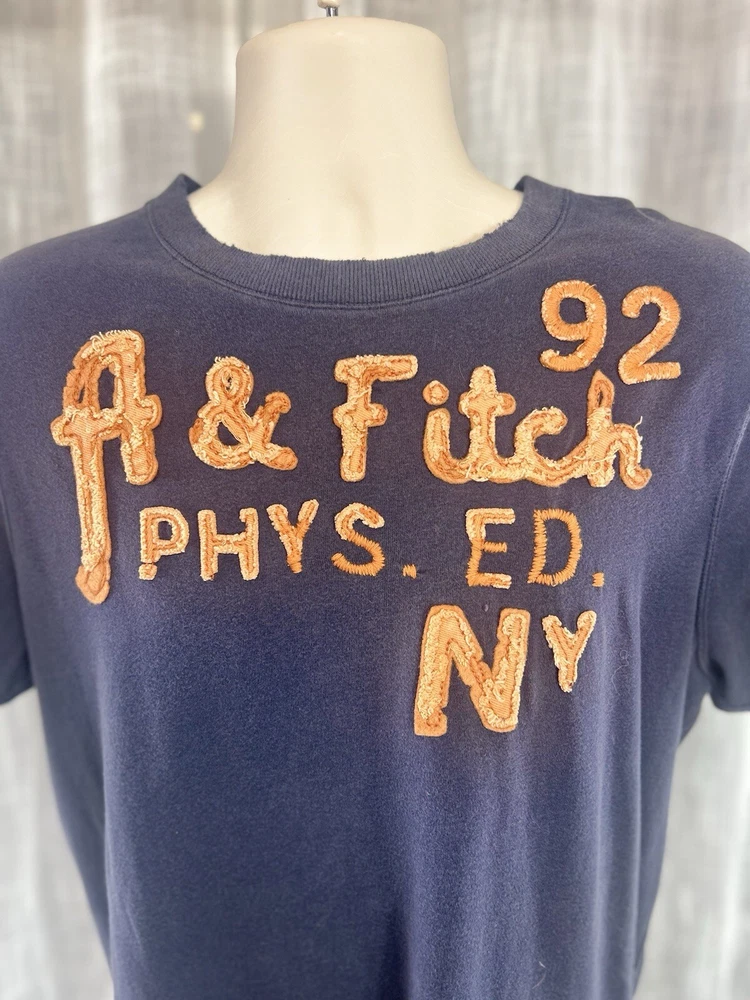 92
A & Fitch
PHYS. ED.
NY